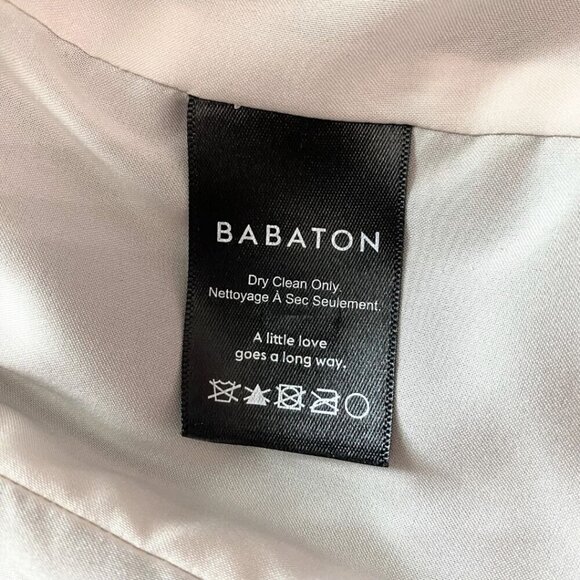 BABATON
Dry Clean Only.
Nettoyage À Sec Seulement.
A little love
goes a long way.